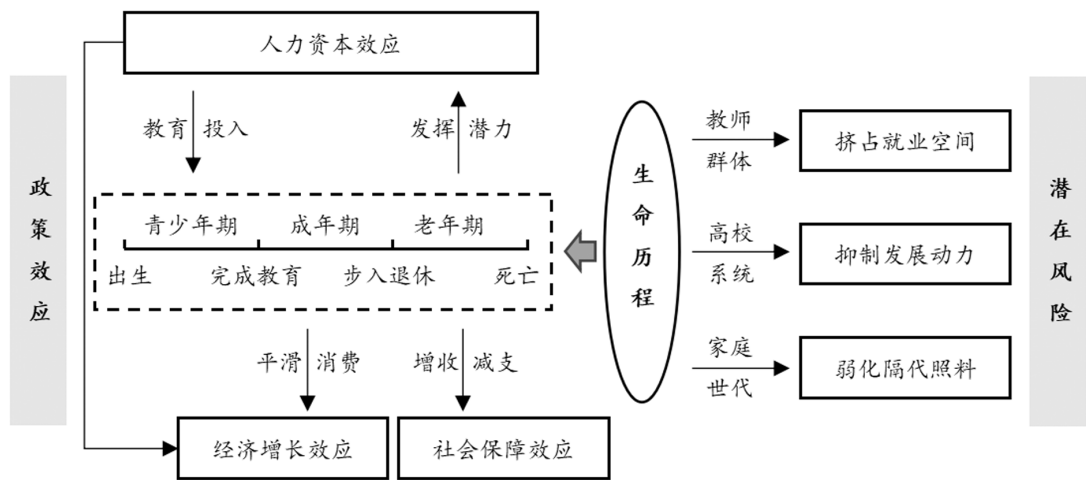 人力资本效应
教育 投入
发挥 潜力
政策效应
青少年期 成年期 老年期
出生 完成教育 步入退休 死亡
平滑 消费
增收 减支
经济增长效应
社会保障效应
生命历程
教师
群体
挤占就业空间
高校
系统
抑制发展动力
家庭
世代
弱化隔代照料
潜在风险